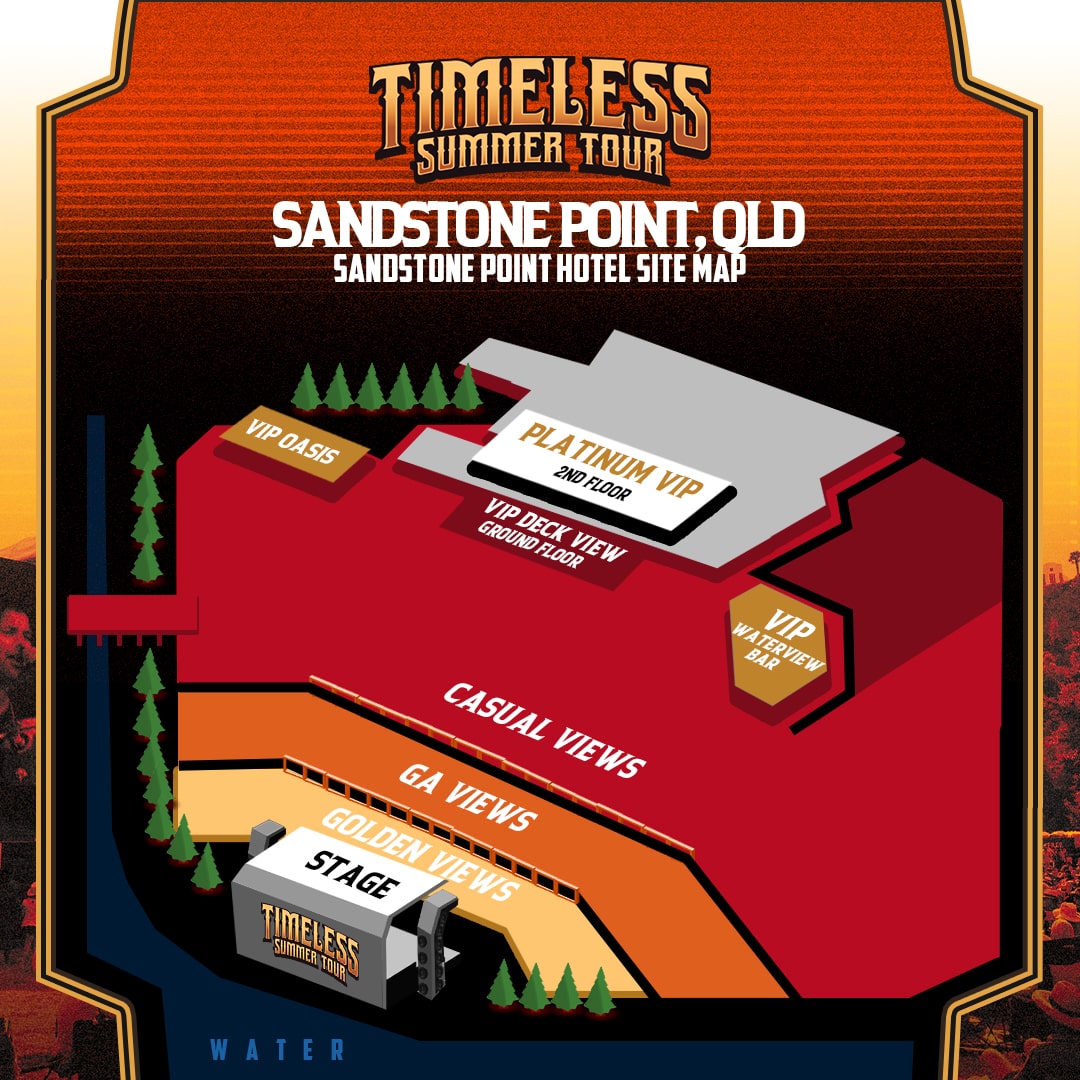 TIMELESS
SUMMER TOUR
SANDSTONE POINT, QLD
SANDSTONE POINT HOTEL SITE MAP
VIP OASIS
PLATINUM VIP
2ND FLOOR
VIP DECK VIEW
GROUND FLOOR
VIP
WATERVIEW
BAR
CASUAL VIEWS
GA VIEWS
GOLDEN VIEWS
STAGE
TIMELESS
SUMMER TOUR
WATER